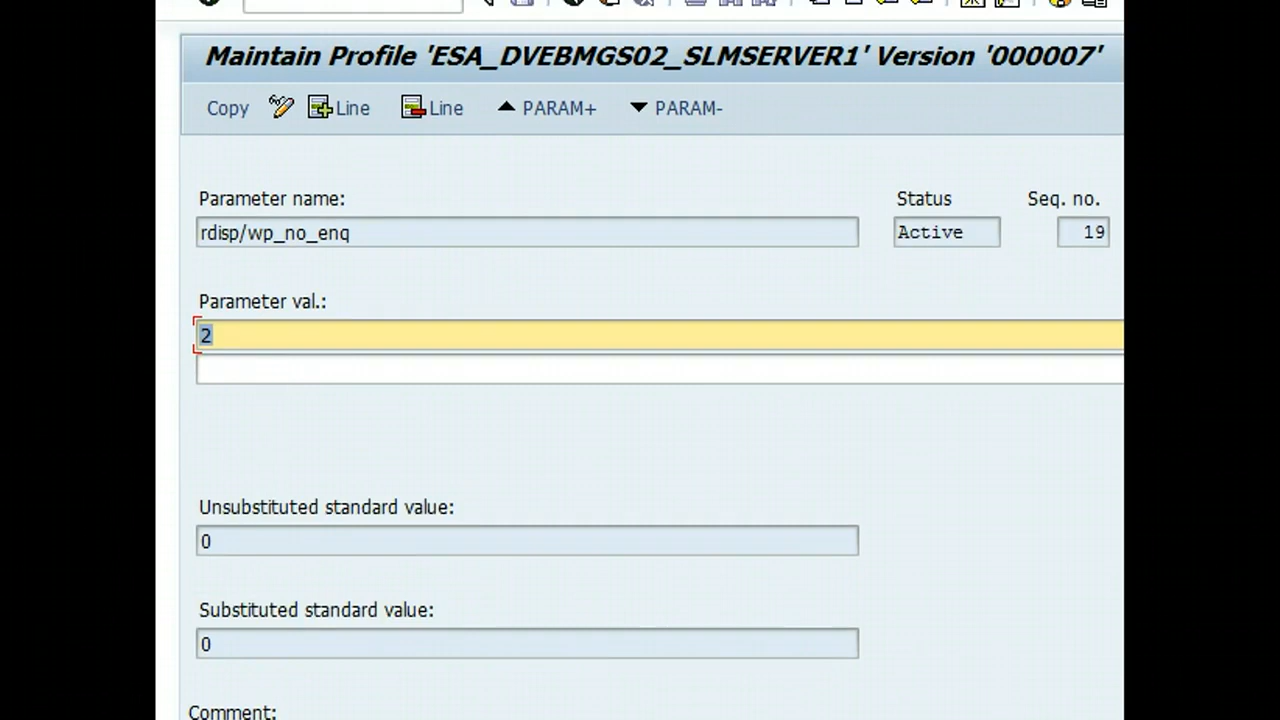 Maintain Profile 'ESA_DVEBMGS02_SLMSERVER1' Version '000007'
Copy Line Line PARAM+ PARAM-
Parameter name: Status Seq. no.
rdisp/wp_no_enq Active 19
Parameter val.:
2
Unsubstituted standard value:
0
Substituted standard value:
0
Comment: